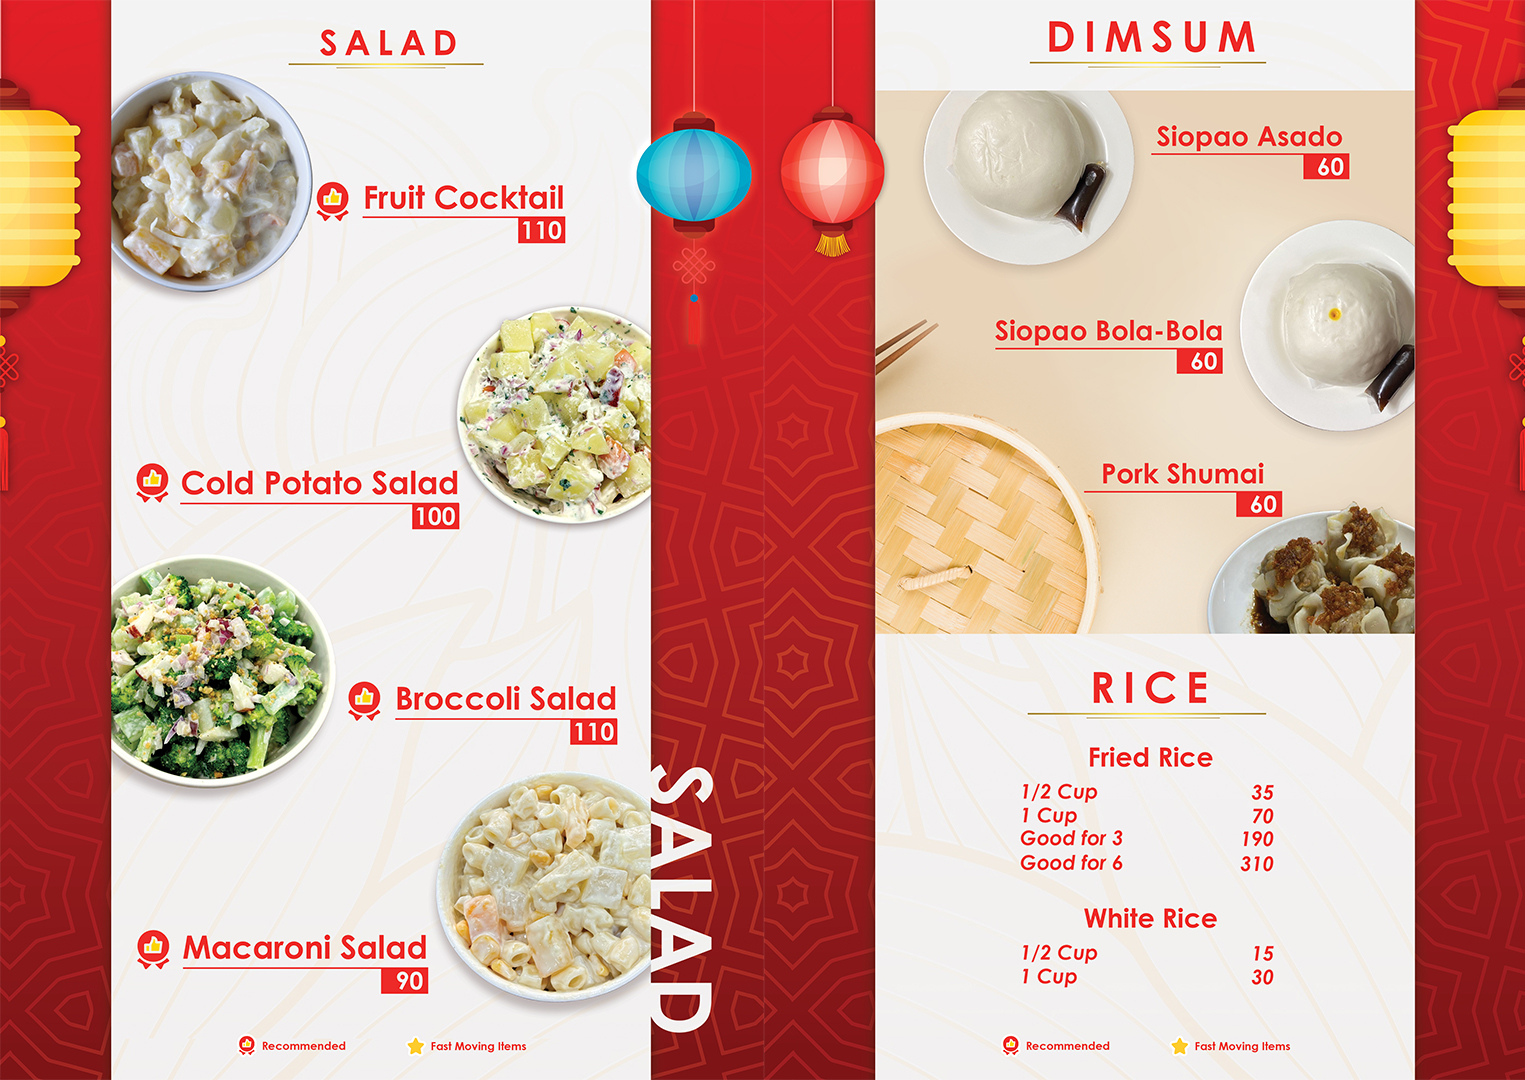 SALAD
Fruit Cocktail
110
Cold Potato Salad
100
Broccoli Salad
110
Macaroni Salad
90
SALAD
Recommended
Fast Moving Items
DIMSUM
Siopao Asado
60
Siopao Bola-Bola
60
Pork Shumai
60
RICE
Fried Rice
1/2 Cup 35
1 Cup 70
Good for 3 190
Good for 6 310
White Rice
1/2 Cup 15
1 Cup 30
Recommended
Fast Moving Items